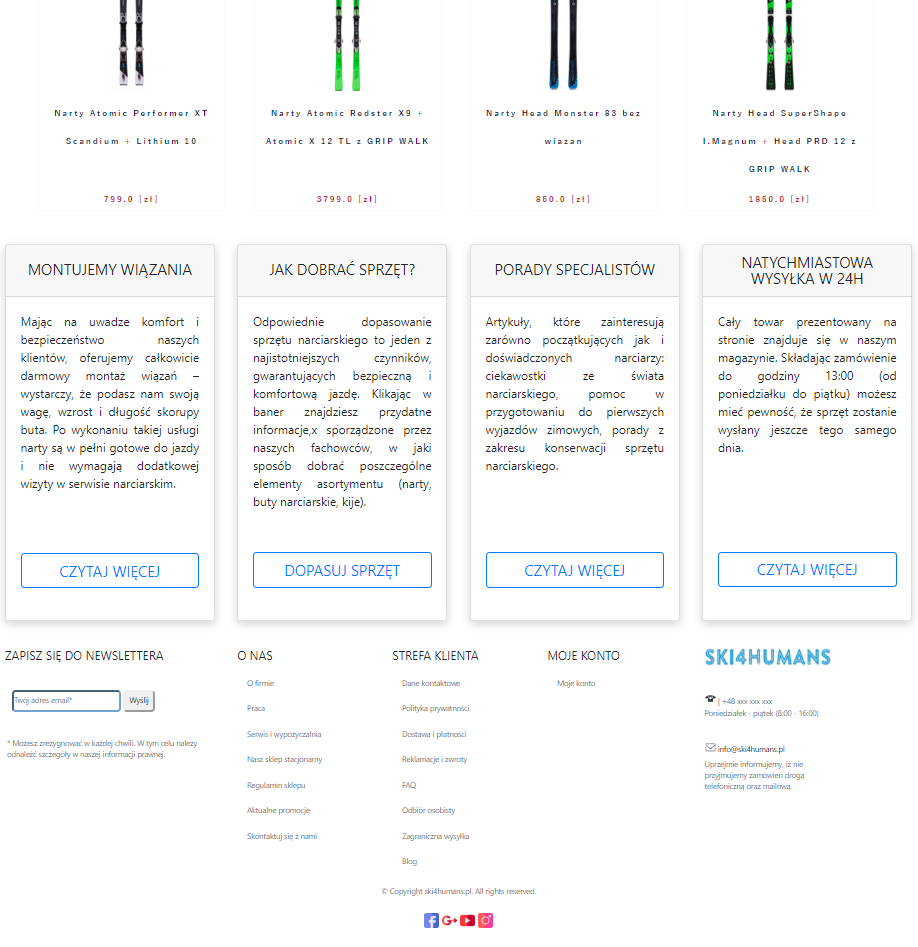 Narty Atomic Performer XT
Scandium + Lithium 10
799.0 [zł]
Narty Atomic Redster X9 +
Atomic X 12 TL z GRIP WALK
3799.0 [zł]
Narty Head Monster 83 bez
wiazan
850.0 [zł]
Narty Head SuperShape
I.Magnum + Head PRD 12 z
GRIP WALK
1850.0 [zł]
MONTUJEMY WIĄZANIA
Mając na uwadze komfort i
bezpieczeństwo naszych
klientów, oferujemy całkowicie
darmowy montaż wiązań –
wystarczy, że podasz nam swoją
wagę, wzrost i długość skorupy
buta. Po wykonaniu takiej usługi
narty są w pełni gotowe do jazdy
i nie wymagają dodatkowej
wizyty w serwisie narciarskim.
CZYTAJ WIĘCEJ
JAK DOBRAĆ SPRZĘT?
Odpowiednie dopasowanie
sprzętu narciarskiego to jeden z
najistotniejszych czynników,
gwarantujących bezpieczną i
komfortową jazdę. Klikając w
baner znajdziesz przydatne
informacje,x sporządzone przez
naszych fachowców, w jaki
sposób dobrać poszczególne
elementy asortymentu (narty,
buty narciarskie, kije).
DOPASUJ SPRZĘT
PORADY SPECJALISTÓW
Artykuły, które zainteresują
zarówno początkujących jak i
doświadczonych narciarzy:
ciekawostki ze świata
narciarskiego, pomoc w
przygotowaniu do pierwszych
wyjazdów zimowych, porady z
zakresu konserwacji sprzętu
narciarskiego.
CZYTAJ WIĘCEJ
NATYCHMIASTOWA
WYSYŁKA W 24H
Cały towar prezentowany na
stronie znajduje się w naszym
magazynie. Składając zamówienie
do godziny 13:00 (od
poniedziałku do piątku) możesz
mieć pewność, że sprzęt zostanie
wysłany jeszcze tego samego
dnia.
CZYTAJ WIĘCEJ
ZAPISZ SIĘ DO NEWSLETTERA
Twój adres email*
Wyślij
* Możesz zrezygnować w każdej chwili. W tym celu należy
odnaleźć szczegóły w naszej informacji prawnej.
O NAS
O firmie
Praca
Serwis i wypożyczalnia
Nasz sklep stacjonarny
Regulamin sklepu
Aktualne promocje
Skontaktuj się z nami
STREFA KLIENTA
Dane kontaktowe
Polityka prywatności
Dostawa i płatności
Reklamacje i zwroty
FAQ
Odbiór osobisty
Zagraniczna wysyłka
Blog
MOJE KONTO
Moje konto
SKI4HUMANS
| +48 xxx xxx xxx
Poniedziałek - piątek (8:00 - 16:00)
info@ski4humans.pl
Uprzejmie informujemy, iż nie
przyjmujemy zamówień drogą
telefoniczną oraz mailową.
© Copyright ski4humans.pl. All rights reserved.